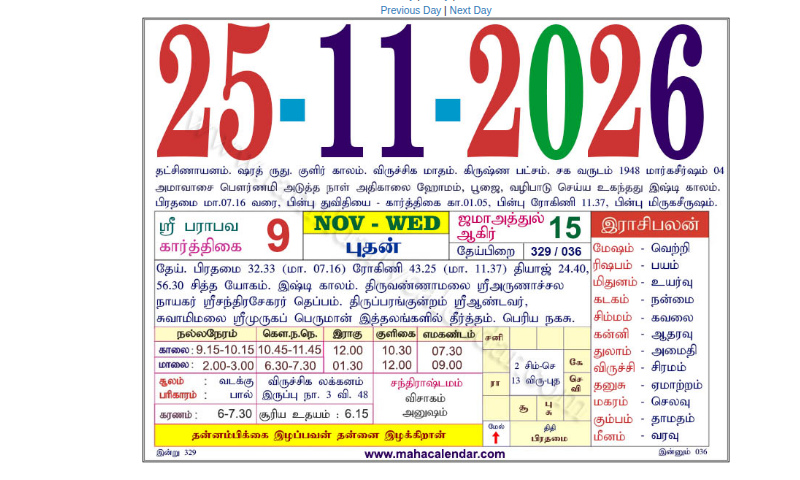 Previous Day | Next Day
25-11-2026
தட்சிணாயனம். ஷரத் ருது. குளிர் காலம். விருச்சிக மாதம். கிருஷ்ண பட்சம். சக வருடம் 1948 மார்கசீர்ஷம் 04
அமாவாசை பௌர்ணமி அடுத்த நாள் அதிகாலை ஹோமம், பூஜை, வழிபாடு செய்ய உகந்தது இஷ்டி காலம்.
பிரதமை மா.07.16 வரை, பின்பு துவிதியை - கார்த்திகை கா.01.05, பின்பு ரோகிணி 11.37, பின்பு மிருகசீருஷம்.
ஸ்ரீ பராபவ
கார்த்திகை
9
NOV - WED
புதன்
ஜமாஅத்துல் ஆகிர்
15
தேய்பிறை 329 / 036
தேய். பிரதமை 32.33 (மா. 07.16) ரோகிணி 43.25 (மா. 11.37) தியாஜ் 24.40,
56.30 சித்த யோகம். இஷ்டி காலம். திருவண்ணாமலை ஸ்ரீஅருணாச்சல
நாயகர் ஸ்ரீசந்திரசேகரர் தெப்பம். திருப்பரங்குன்றம் ஸ்ரீஆண்டவர்,
சுவாமிமலை ஸ்ரீமுருகப் பெருமான் இத்தலங்களில் தீர்த்தம். பெரிய நகசு.
நல்லநேரம் கௌ.ந.நெ. இராகு குளிகை எமகண்டம்
காலை : 9.15-10.15 10.45-11.45 12.00 10.30 07.30
மாலை : 2.00-3.00 6.30-7.30 01.30 12.00 09.00
சூலம் : வடக்கு
பரிகாரம் : பால்
விருச்சிக லக்கனம்
இருப்பு நா. 3 வி. 48
சந்திராஷ்டமம்
விசாகம்
அனுஷம்
கரணம் : 6-7.30 சூரிய உதயம் : 6.15
தன்னம்பிக்கை இழப்பவன் தன்னை இழக்கிறான்
சனி
2 சிம்-செ
13 விரு-புத
கே
ரா
செ
வி
சூ
பு
சு
மேல்
திதி
பிரதமை
இராசிபலன்
மேஷம் - வெற்றி
ரிஷபம் - பயம்
மிதுனம் - உயர்வு
கடகம் - நன்மை
சிம்மம் - கவலை
கன்னி - ஆதரவு
துலாம் - அமைதி
விருச்சி - சிரமம்
தனுசு - ஏமாற்றம்
மகரம் - செலவு
கும்பம் - தாமதம்
மீனம் - வரவு
இன்று 329
www.mahacalendar.com
இன்னும் 036